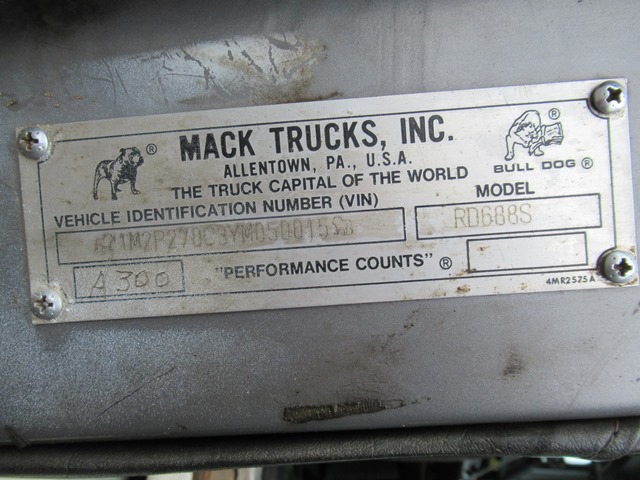 MACK TRUCKS, INC.
ALLENTOWN, PA., U.S.A.
THE TRUCK CAPITAL OF THE WORLD
BULL DOG ®
VEHICLE IDENTIFICATION NUMBER (VIN)
MODEL
RD688S
A300
"PERFORMANCE COUNTS" ®
4MR2575A